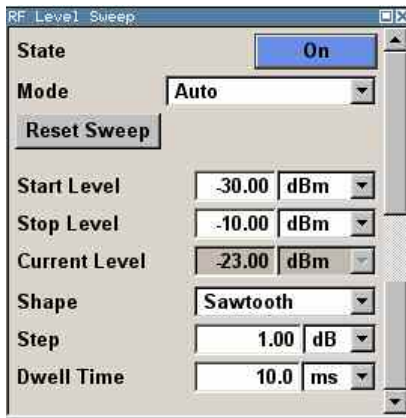 RF Level Sweep
State On
Mode Auto
Reset Sweep
Start Level -30.00 dBm
Stop Level -10.00 dBm
Current Level -23.00 dBm
Shape Sawtooth
Step 1.00 dB
Dwell Time 10.0 ms